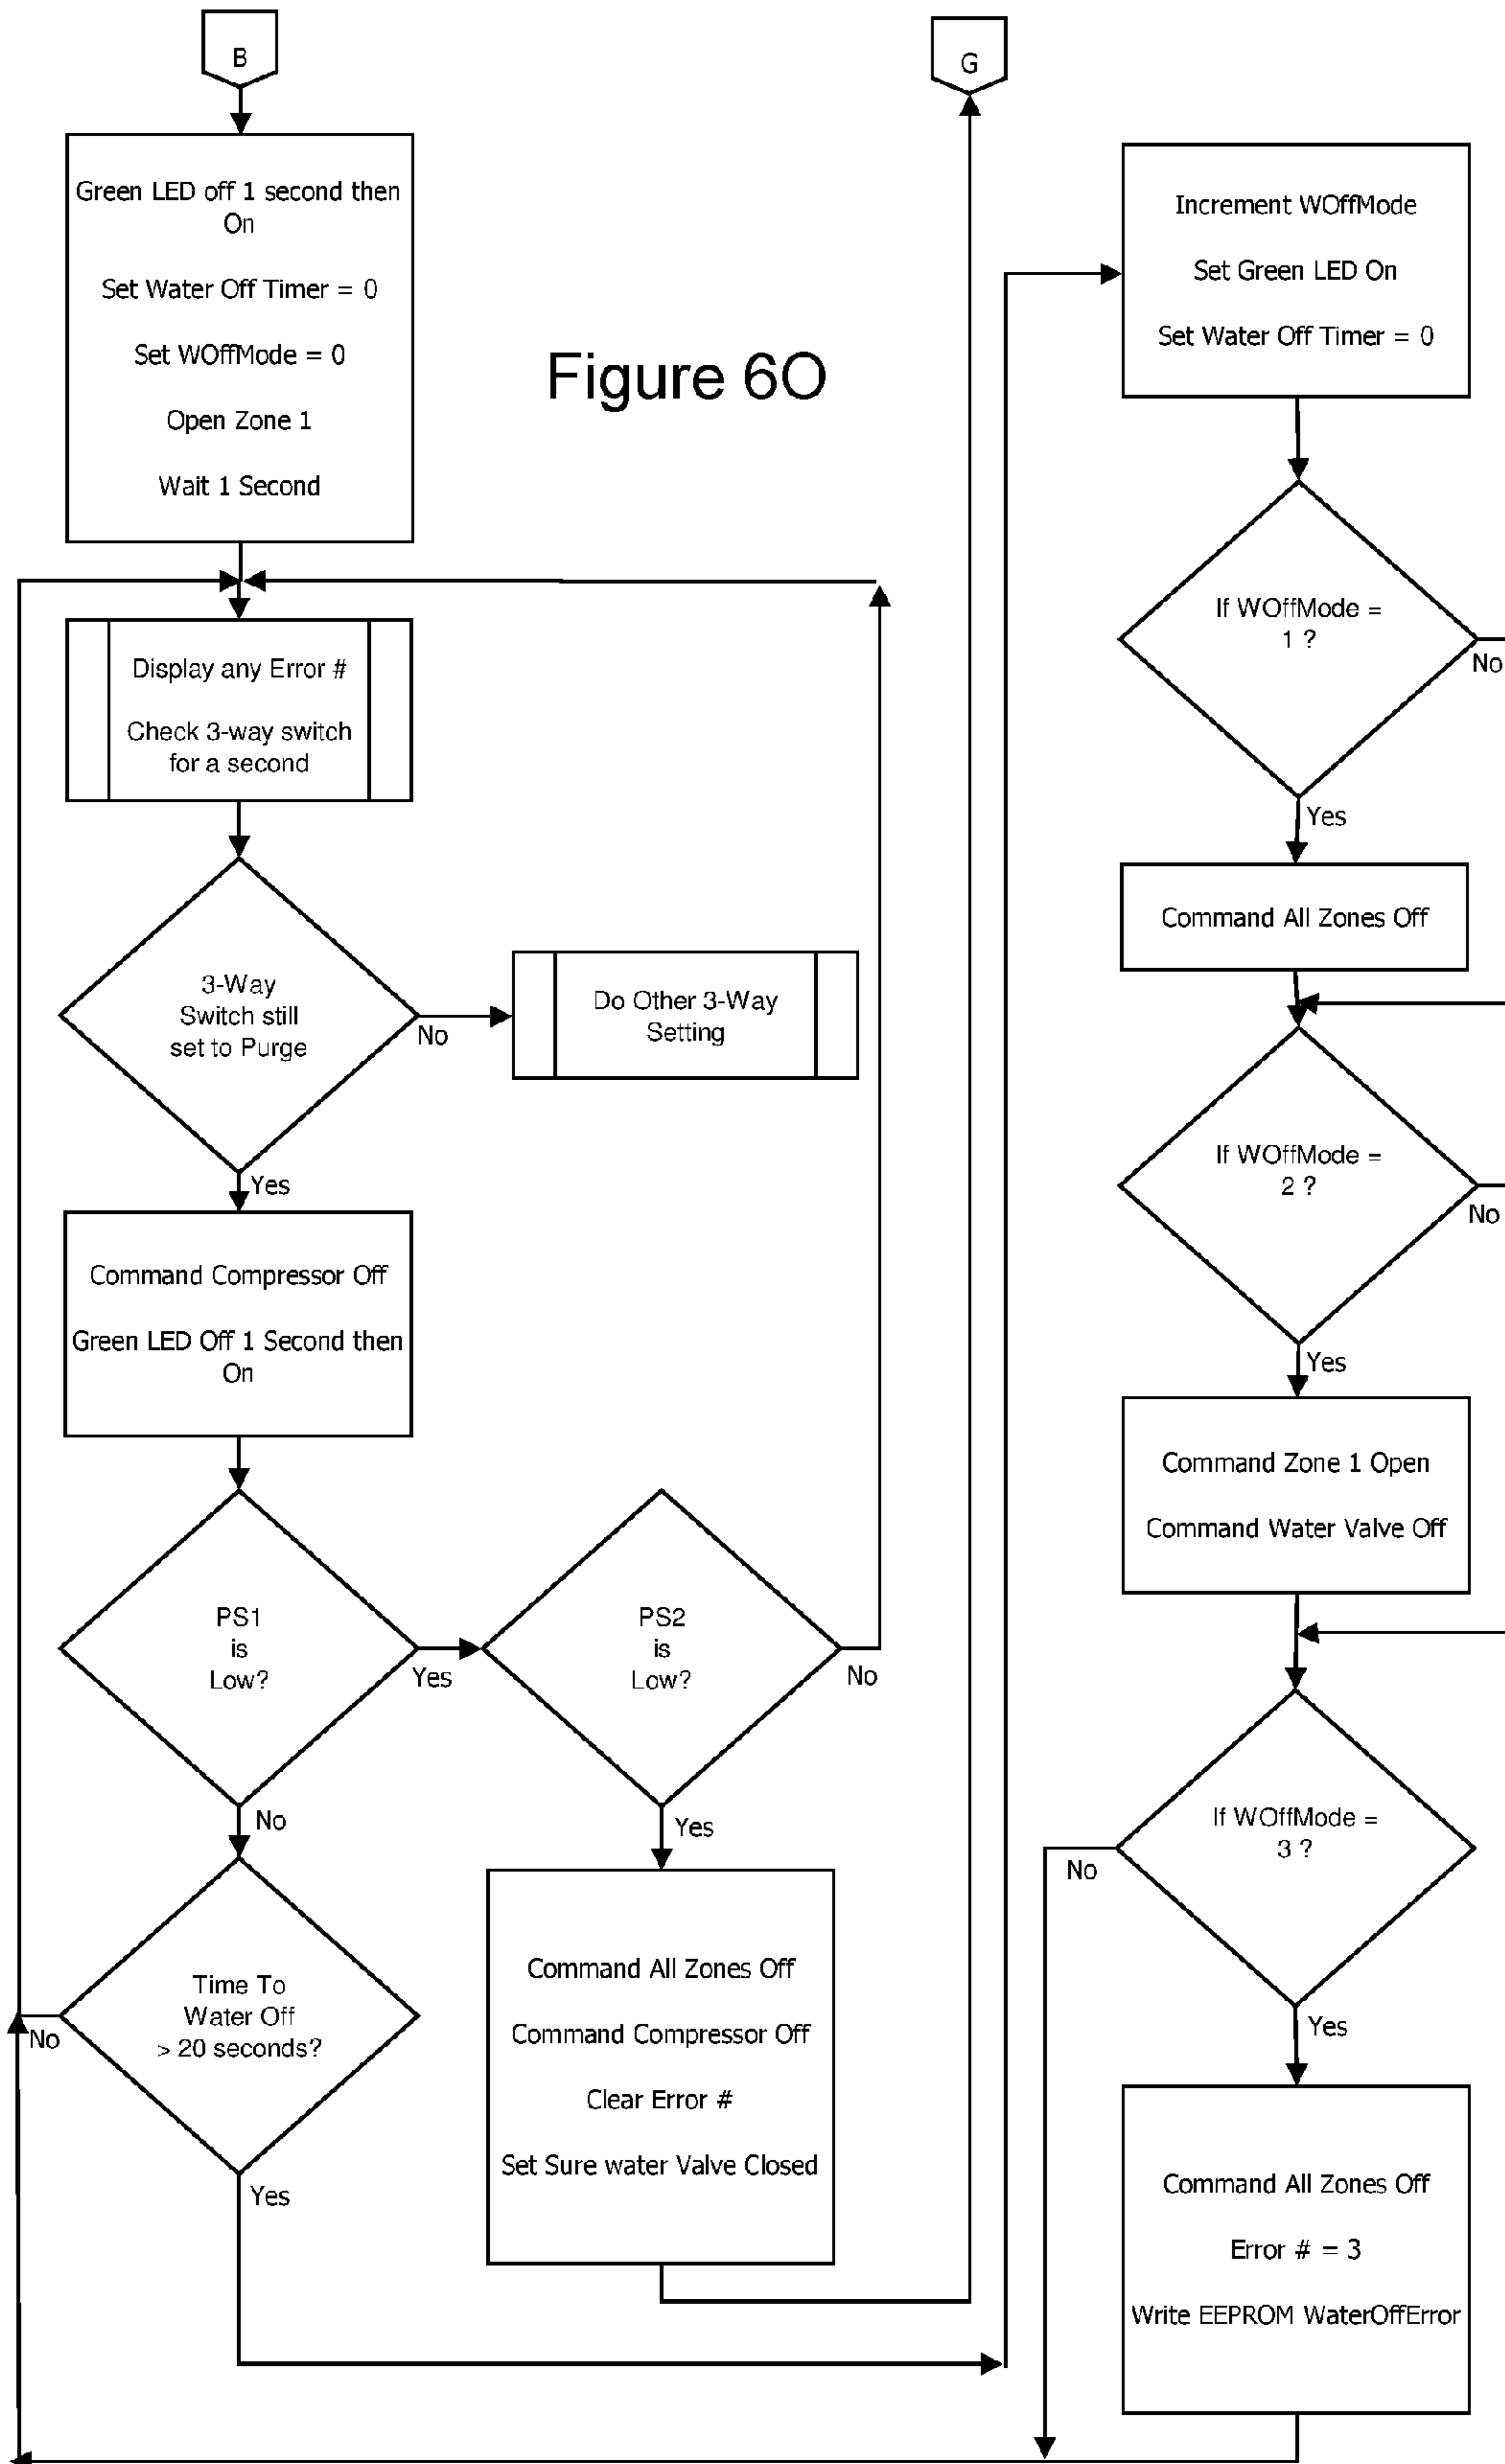 B
Green LED off 1 second then
On
Set Water Off Timer = 0
Set WOffMode = 0
Open Zone 1
Wait 1 Second
Display any Error #
Check 3-way switch
for a second
3-Way
Switch still
set to Purge
No
Do Other 3-Way
Setting
Yes
Command Compressor Off
Green LED Off 1 Second then
On
PS1
is
Low?
Yes
PS2
is
Low?
No
No
Yes
Time To
Water Off
> 20 seconds?
No
Yes
Command All Zones Off
Command Compressor Off
Clear Error #
Set Sure water Valve Closed
G
Figure 6O
Increment WOffMode
Set Green LED On
Set Water Off Timer = 0
If WOffMode =
1 ?
No
Yes
Command All Zones Off
If WOffMode =
2 ?
No
Yes
Command Zone 1 Open
Command Water Valve Off
If WOffMode =
3 ?
No
Yes
Command All Zones Off
Error # = 3
Write EEPROM WaterOffError